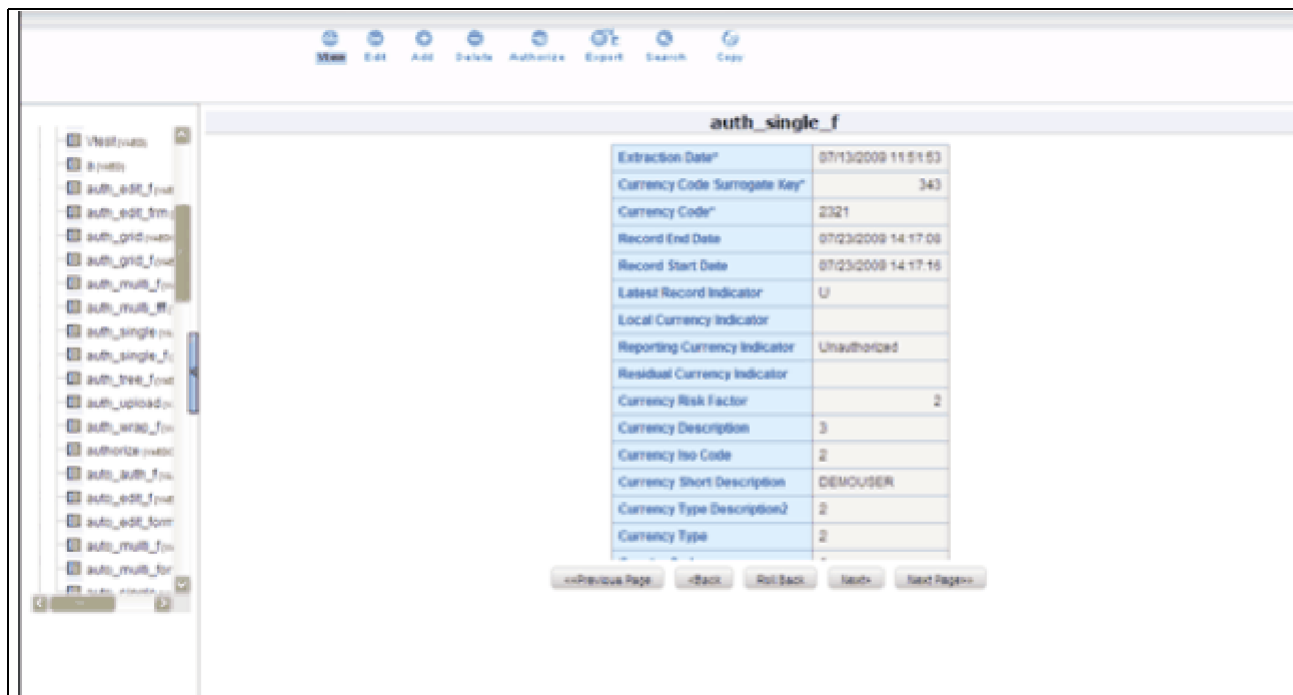 View Edit Add Delete Authorize Export Search Copy
auth_single_f
auth_edit_f
auth_edit_frm
auth_grid
auth_grid_f
auth_multi_f
auth_multi_fff
auth_single
auth_single_f
auth_tree_f
auth_upload
auth_wrap_f
authorize
auto_auth_f
auto_edit_f
auto_edit_form
auto_multi_f
auto_multi_for
Extraction Date* 07/13/2009 11:51:53
Currency Code Surrogate Key* 343
Currency Code* 2321
Record End Date 07/23/2009 14:17:08
Record Start Date 07/23/2009 14:17:16
Latest Record Indicator U
Local Currency Indicator
Reporting Currency Indicator Unauthorized
Residual Currency Indicator
Currency Risk Factor 2
Currency Description 3
Currency Iso Code 2
Currency Short Description DEMOUSER
Currency Type Description2 2
Currency Type 2
<<Previous Page <Back Roll Back Next> Next Page>>